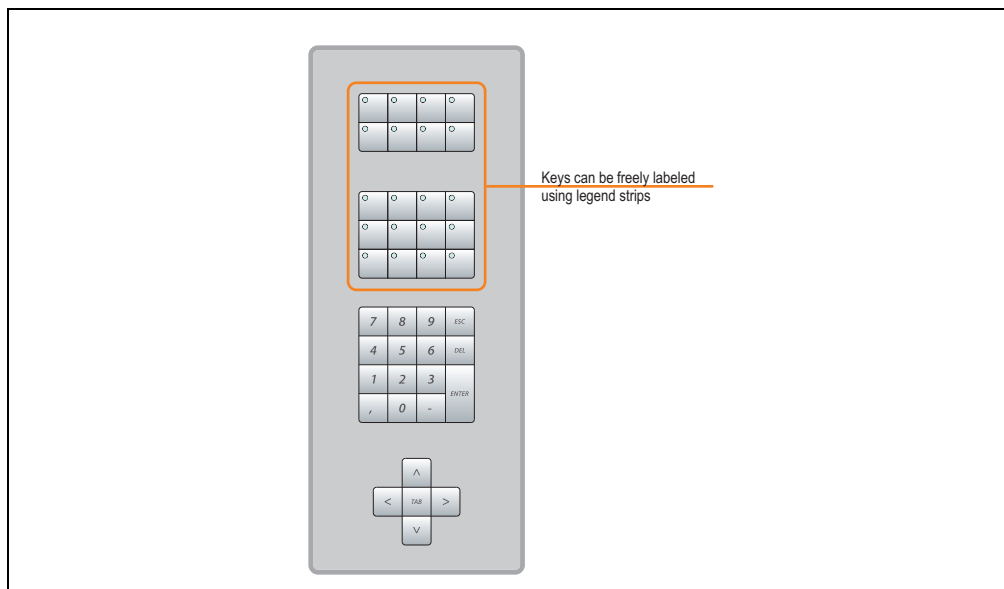 Keys can be freely labeled
using legend strips
7 8 9 ESC
4 5 6 DEL
1 2 3
ENTER
, 0 -
˄
< TAB >
˅